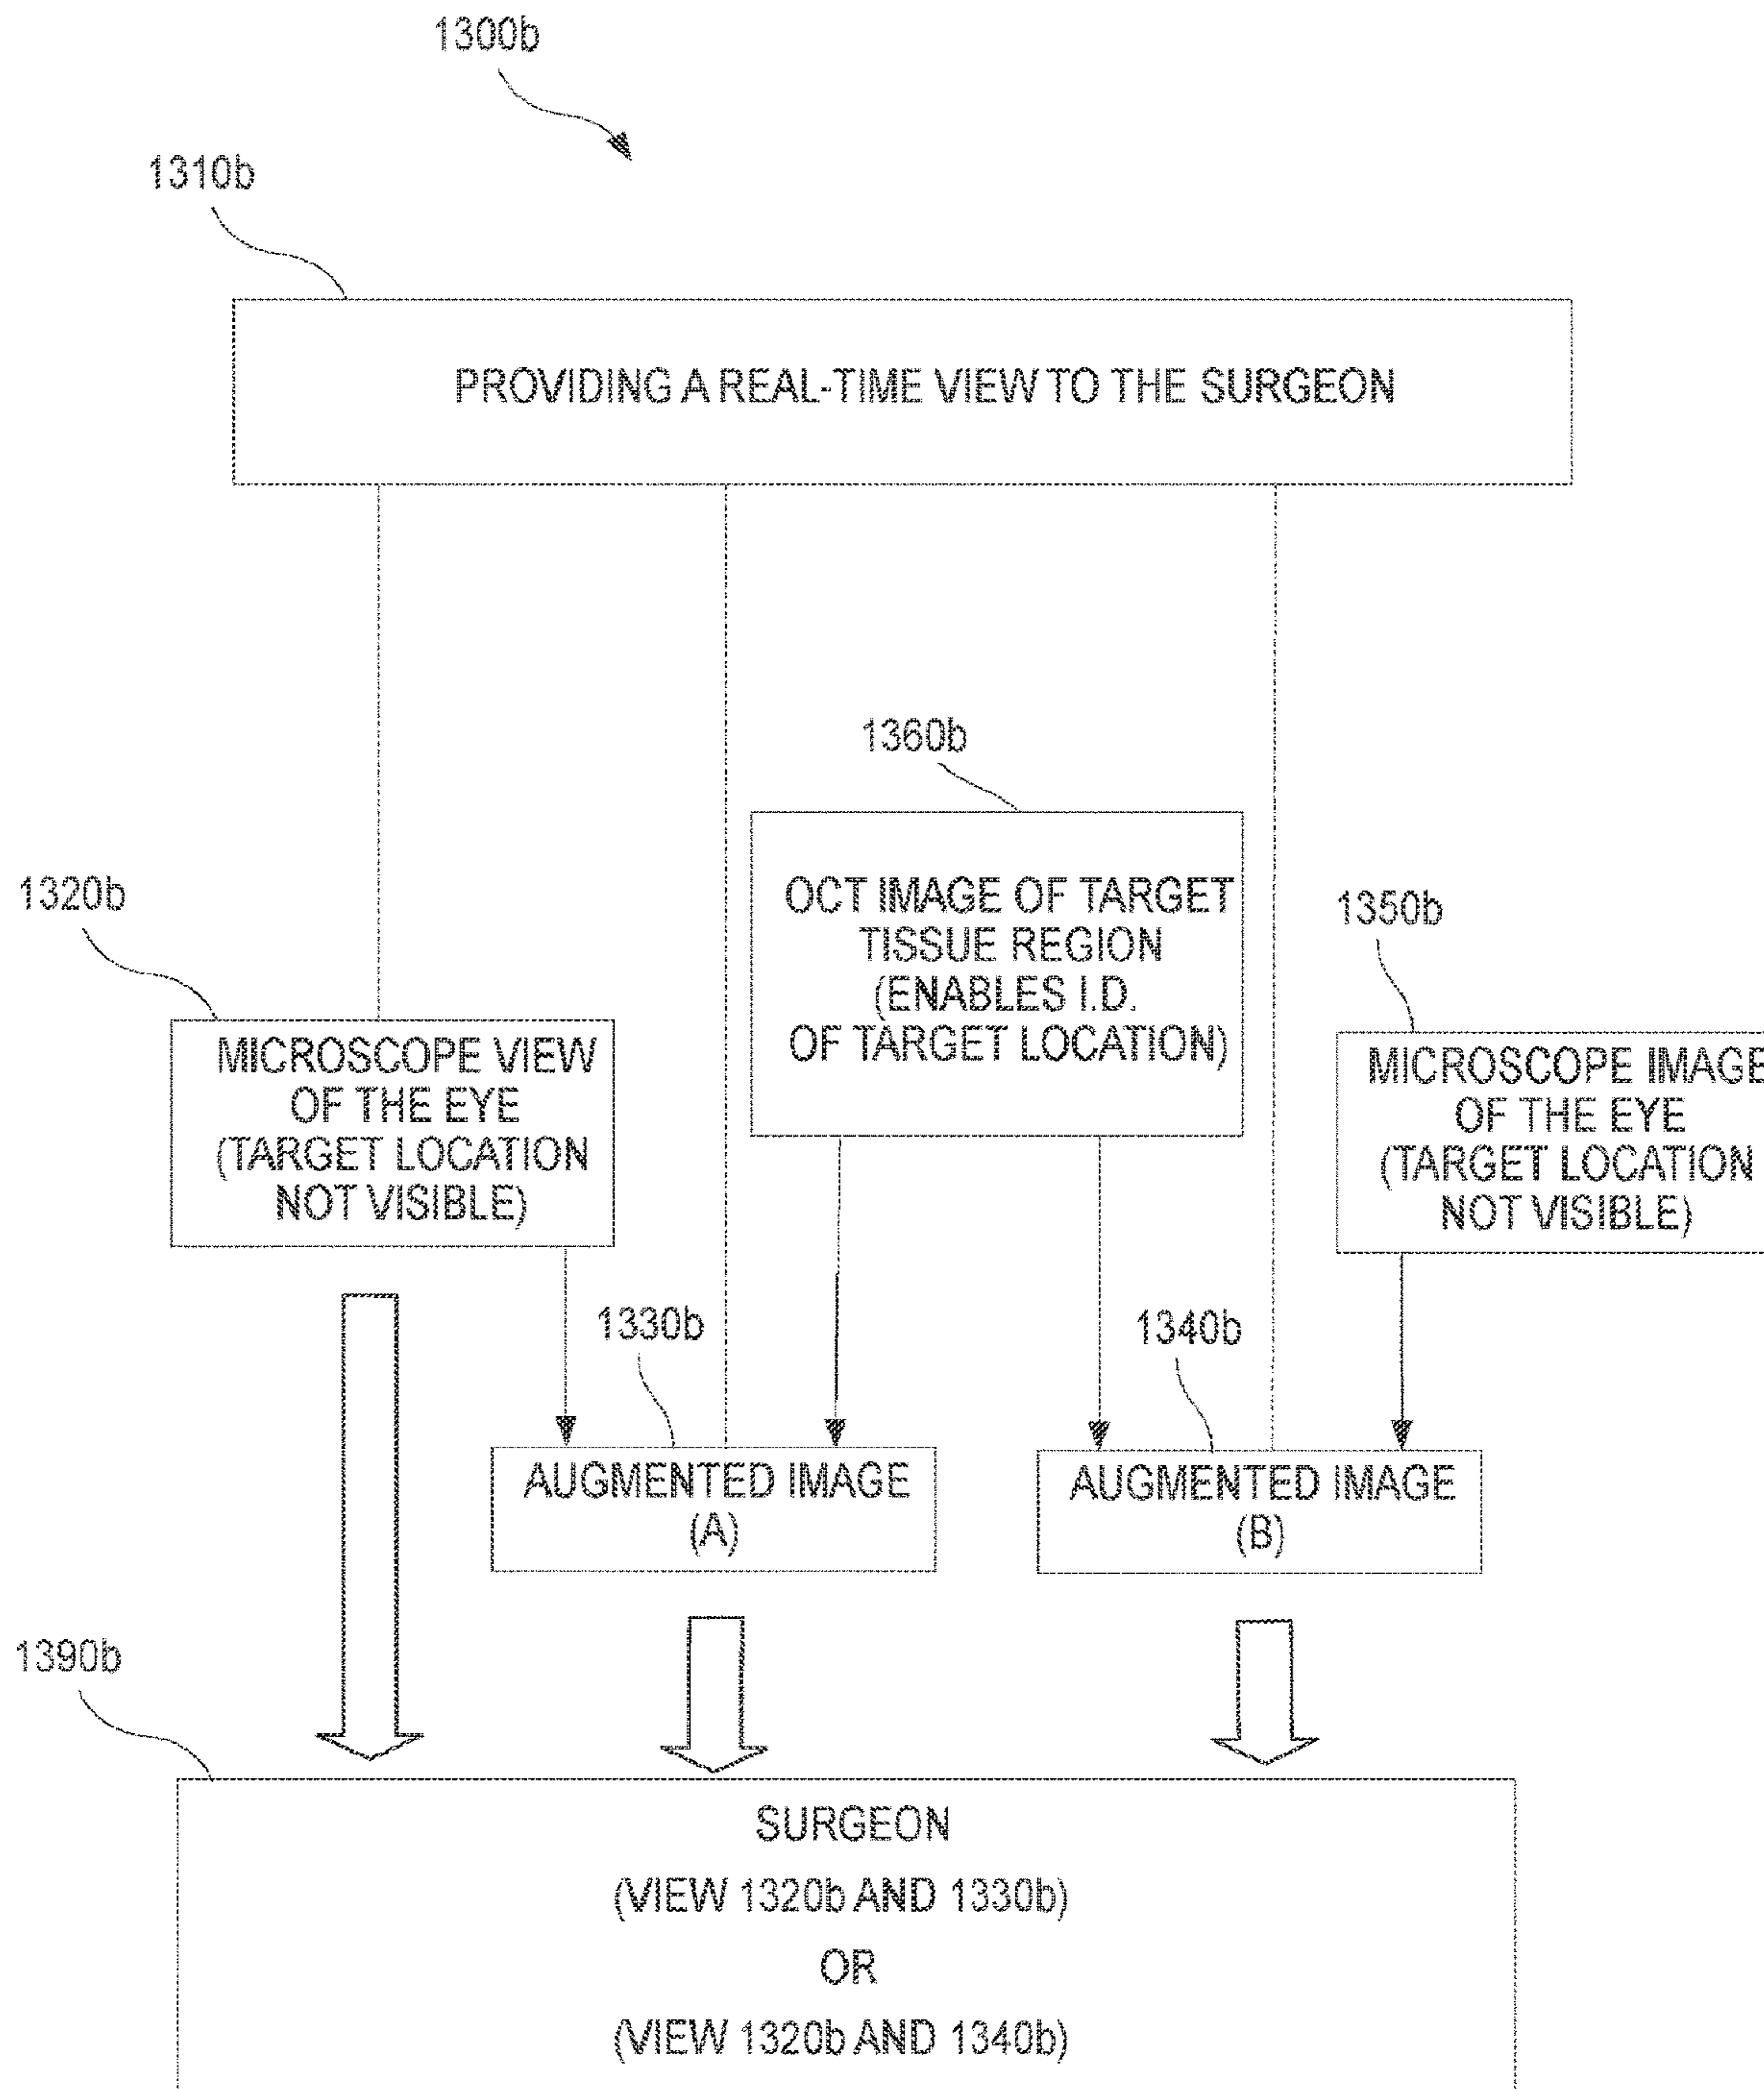 1300b
1310b
PROVIDING A REAL-TIME VIEW TO THE SURGEON
1360b
OCT IMAGE OF TARGET
TISSUE REGION
(ENABLES I.D.
OF TARGET LOCATION)
1320b
MICROSCOPE VIEW
OF THE EYE
(TARGET LOCATION
NOT VISIBLE)
1350b
MICROSCOPE IMAGE
OF THE EYE
(TARGET LOCATION
NOT VISIBLE)
1330b
AUGMENTED IMAGE
(A)
1340b
AUGMENTED IMAGE
(B)
1390b
SURGEON
(VIEW 1320b AND 1330b)
OR
(VIEW 1320b AND 1340b)